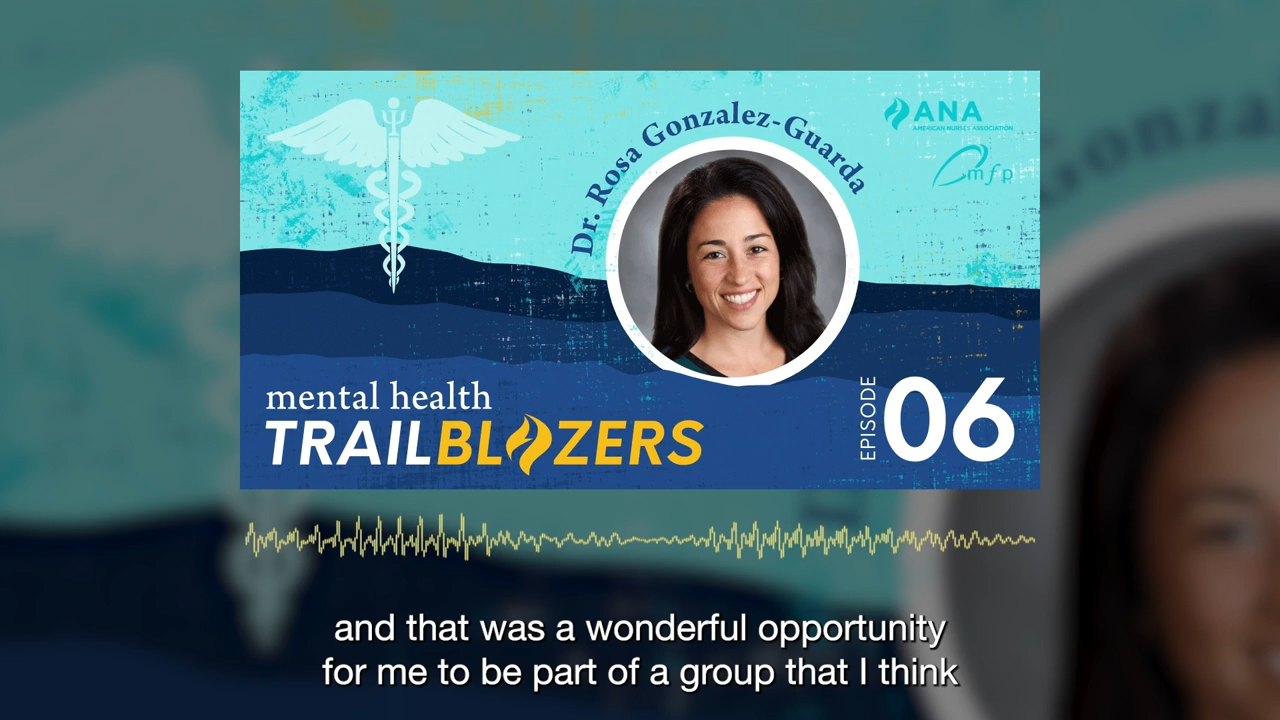 Dr. Rosa Gonzalez-Guarda
ANA
AMERICAN NURSES ASSOCIATION
mfp
mental health
TRAILBLAZERS
EPISODE
06
and that was a wonderful opportunity
for me to be part of a group that I think